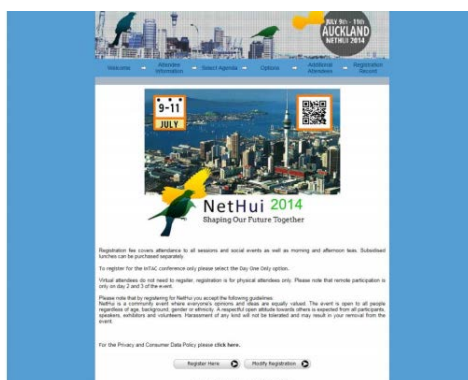 JULY 9th - 11th
AUCKLAND
NETHUI 2014
Welcome
Attendee Information
Select Agenda
Options
Additional Attendees
Registration Record
9-11
JULY
NetHui 2014
Shaping Our Future Together
Registration fee covers attendance to all sessions and social events as well as morning and afternoon teas. Subsidised
lunches can be purchased separately.
To register for the
conference only please select the Day One Only option.
Virtual attendees do not need to register, registration is for physical attendees only. Please note that remote participation is
only on day 2 and 3 of the event.
Please note that by registering for NetHui you accept the following guidelines:
NetHui is a community event where everyone's opinions and ideas are equally valued. The event is open to all people
regardless of age, background, gender or ethnicity. A respectful open attitude towards others is expected from all participants,
speakers, exhibitors and volunteers. Harassment of any kind will not be tolerated and may result in your removal from the
event.
For the Privacy and Consumer Data Policy please click here.
Register Here
Modify Registration